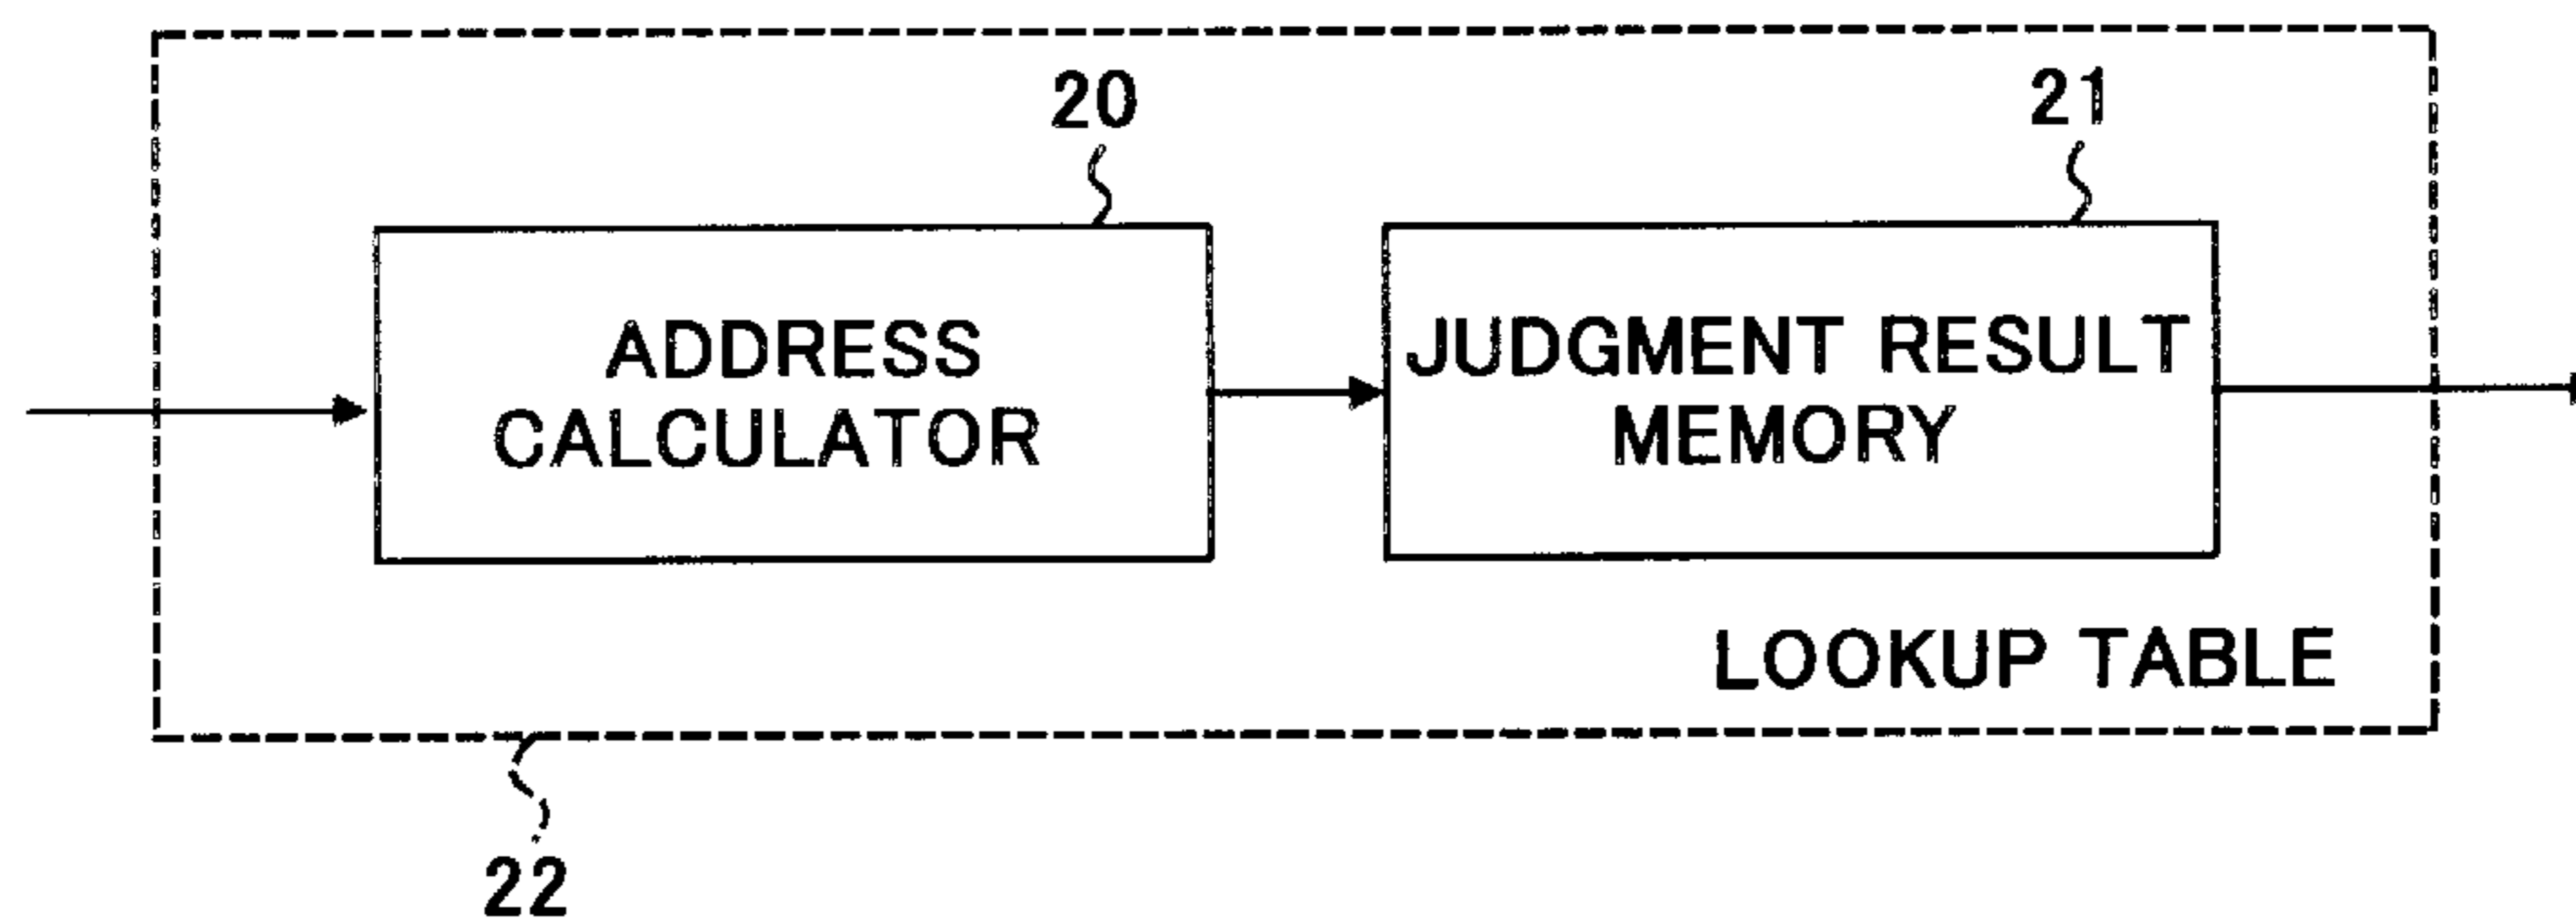 20
21
ADDRESS
CALCULATOR
JUDGMENT RESULT
MEMORY
LOOKUP TABLE
22